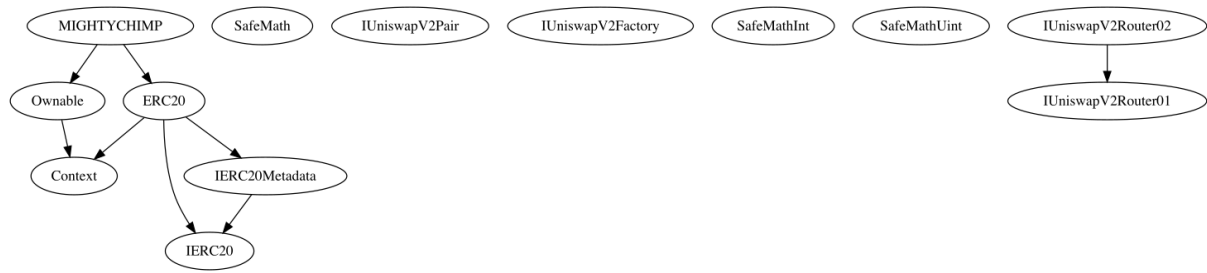 MIGHTYCHIMP
SafeMath
IUniswapV2Pair
IUniswapV2Factory
SafeMathInt
SafeMathUint
IUniswapV2Router02
Ownable
ERC20
IUniswapV2Router01
Context
IERC20Metadata
IERC20